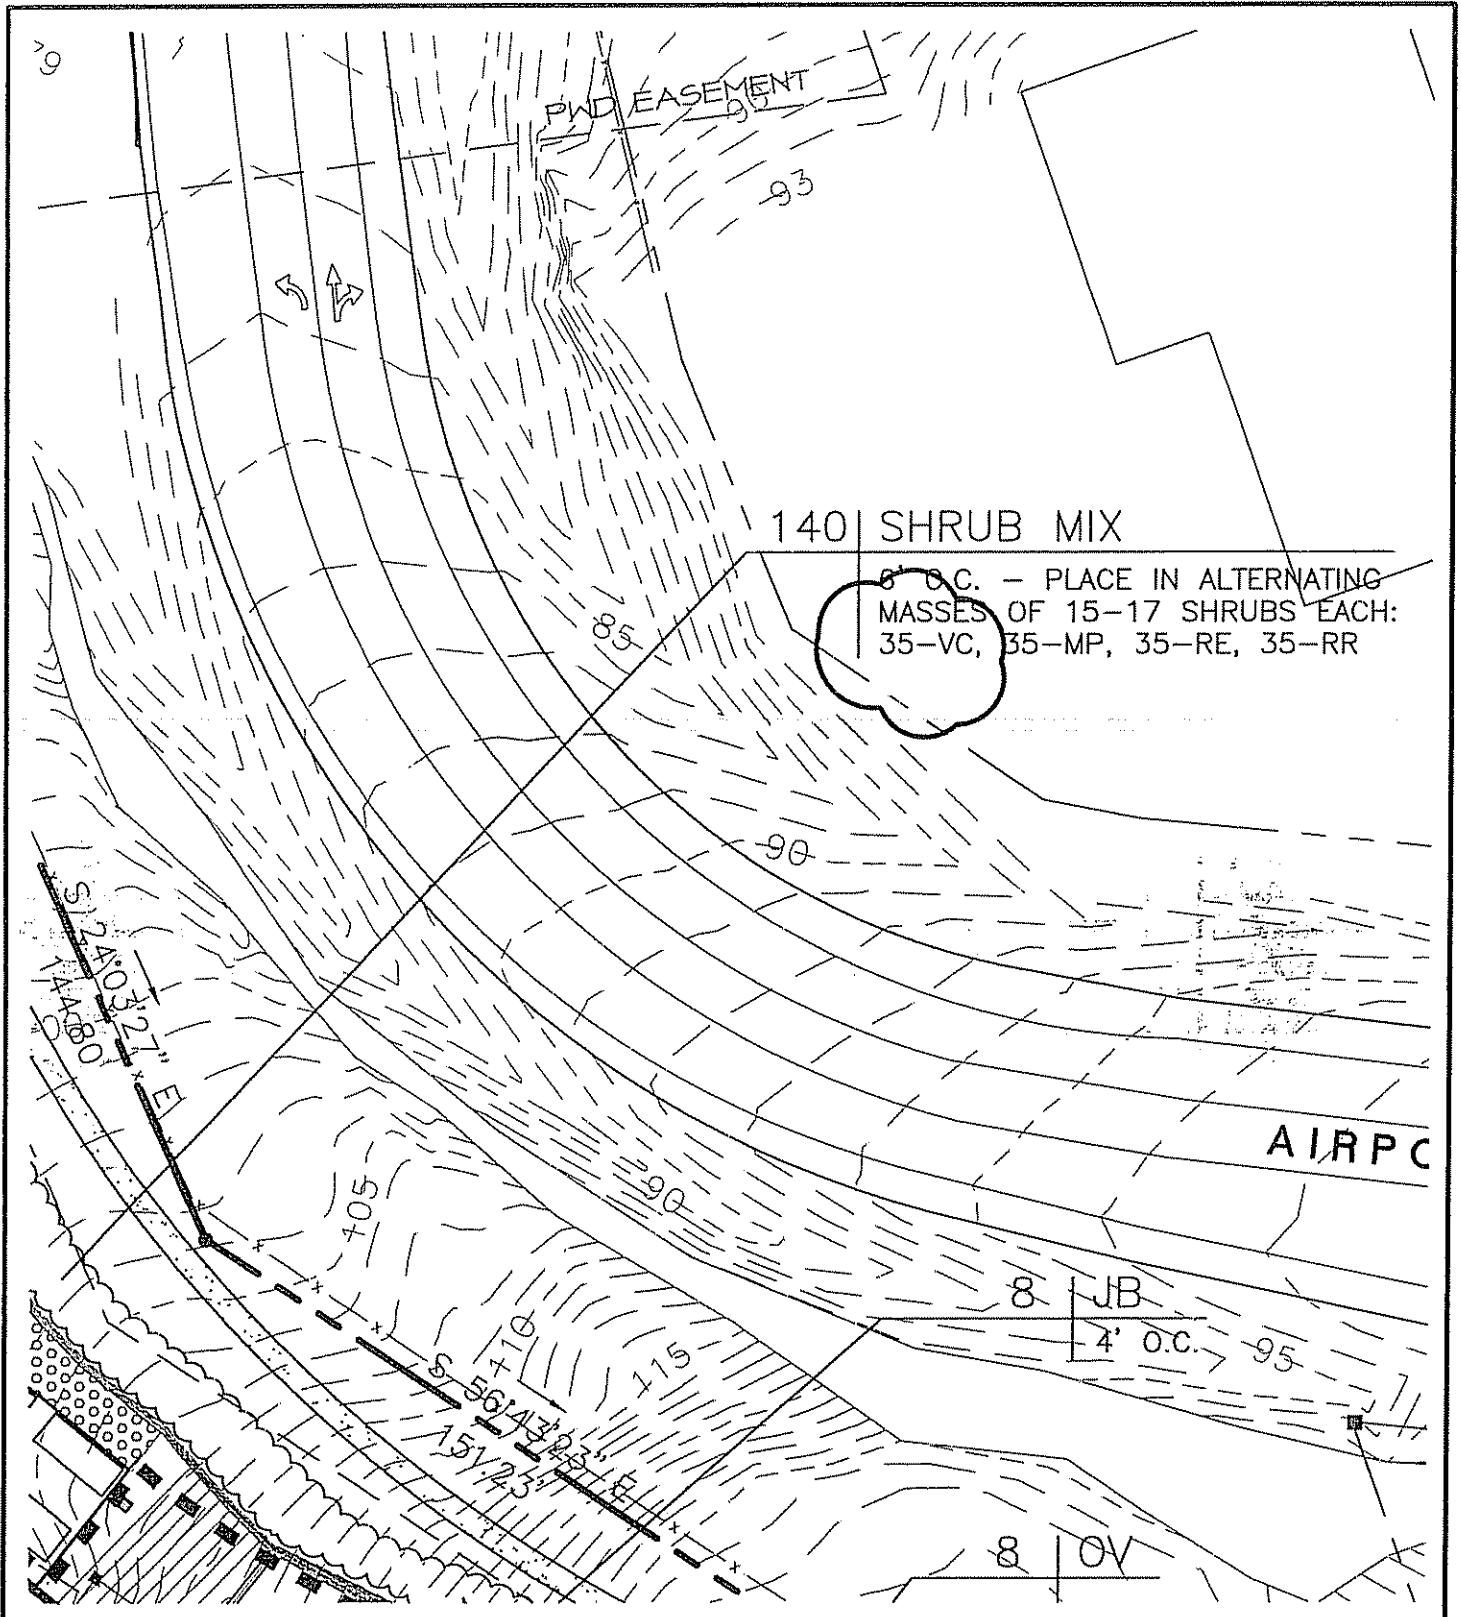 PWD EASEMENT
95
93
140 SHRUB MIX
6' O.C. – PLACE IN ALTERNATING
MASSES OF 15–17 SHRUBS EACH:
35–VC, 35–MP, 35–RE, 35–RR
85
90
S 24°03'27" E
144.80
AIRPO
105
90
8 JB
4' O.C.
95
110
115
S 56°43'23" E
151.23'
8 OV